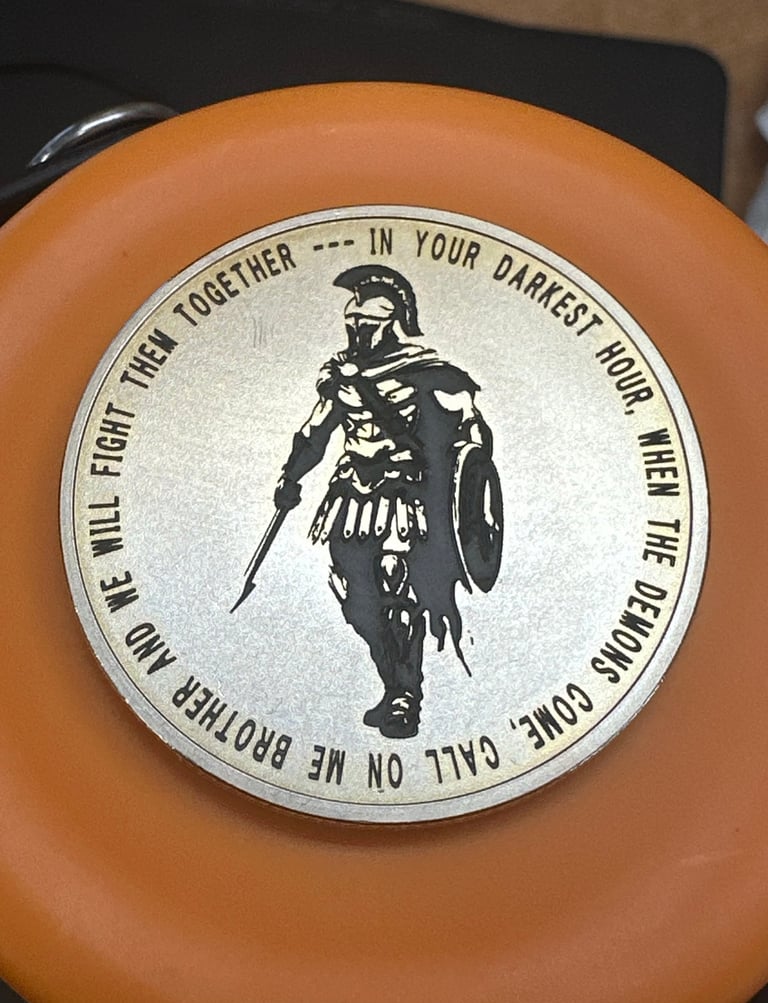 IN YOUR DARKEST HOUR, WHEN THE DEMONS COME, CALL ON ME BROTHER AND WE WILL FIGHT THEM TOGETHER ---